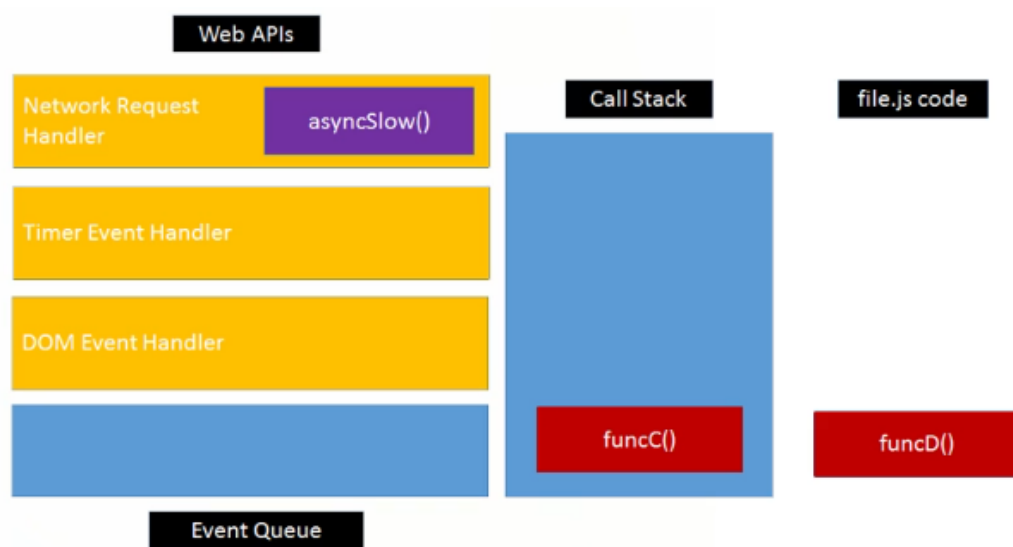 Web APIs
Network Request
Handler
asyncSlow()
Timer Event Handler
DOM Event Handler
Event Queue
Call Stack
funcC()
file.js code
funcD()